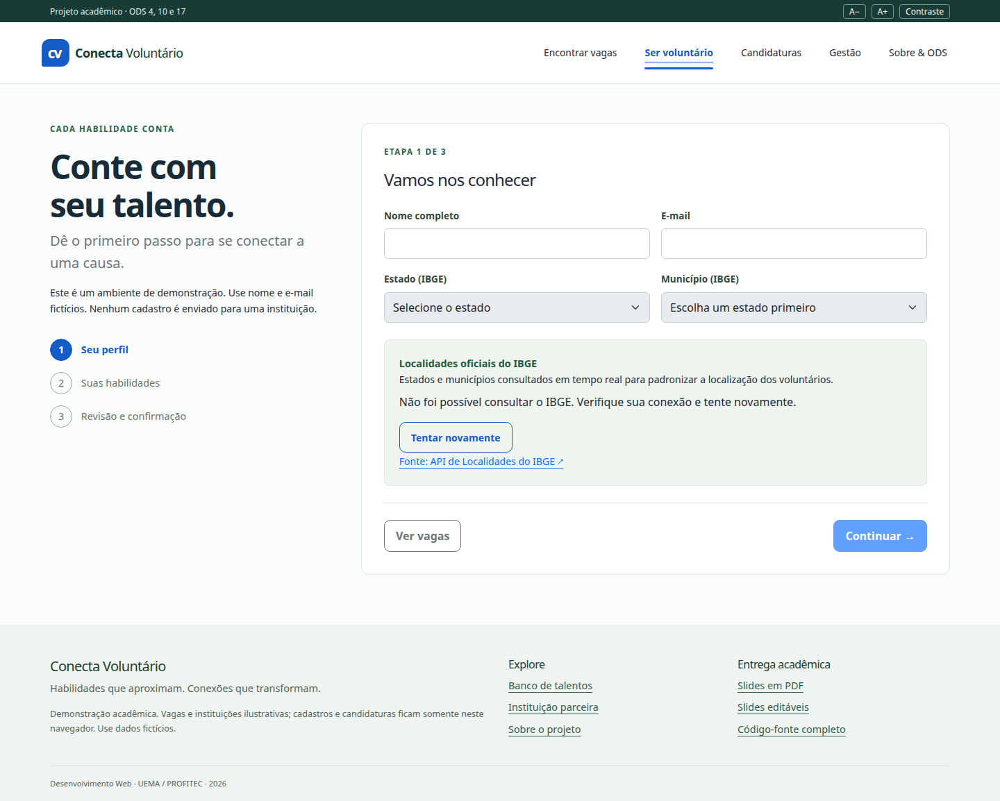 Projeto acadêmico · ODS 4, 10 e 17
A−
A+
Contraste
cv
Conecta Voluntário
Encontrar vagas
Ser voluntário
Candidaturas
Gestão
Sobre & ODS
CADA HABILIDADE CONTA
Conte com
seu talento.
Dê o primeiro passo para se conectar a
uma causa.
Este é um ambiente de demonstração. Use nome e e-mail
fictícios. Nenhum cadastro é enviado para uma instituição.
1 Seu perfil
2 Suas habilidades
3 Revisão e confirmação
ETAPA 1 DE 3
Vamos nos conhecer
Nome completo
E-mail
Estado (IBGE)
Município (IBGE)
Selecione o estado
Escolha um estado primeiro
Localidades oficiais do IBGE
Estados e municípios consultados em tempo real para padronizar a localização dos voluntários.
Não foi possível consultar o IBGE. Verifique sua conexão e tente novamente.
Tentar novamente
Fonte: API de Localidades do IBGE ↗
Ver vagas
Continuar →
Conecta Voluntário
Habilidades que aproximam. Conexões que transformam.
Demonstração acadêmica. Vagas e instituições ilustrativas; cadastros e candidaturas ficam somente neste
navegador. Use dados fictícios.
Explore
Banco de talentos
Instituição parceira
Sobre o projeto
Entrega acadêmica
Slides em PDF
Slides editáveis
Código-fonte completo
Desenvolvimento Web · UEMA / PROFITEC · 2026